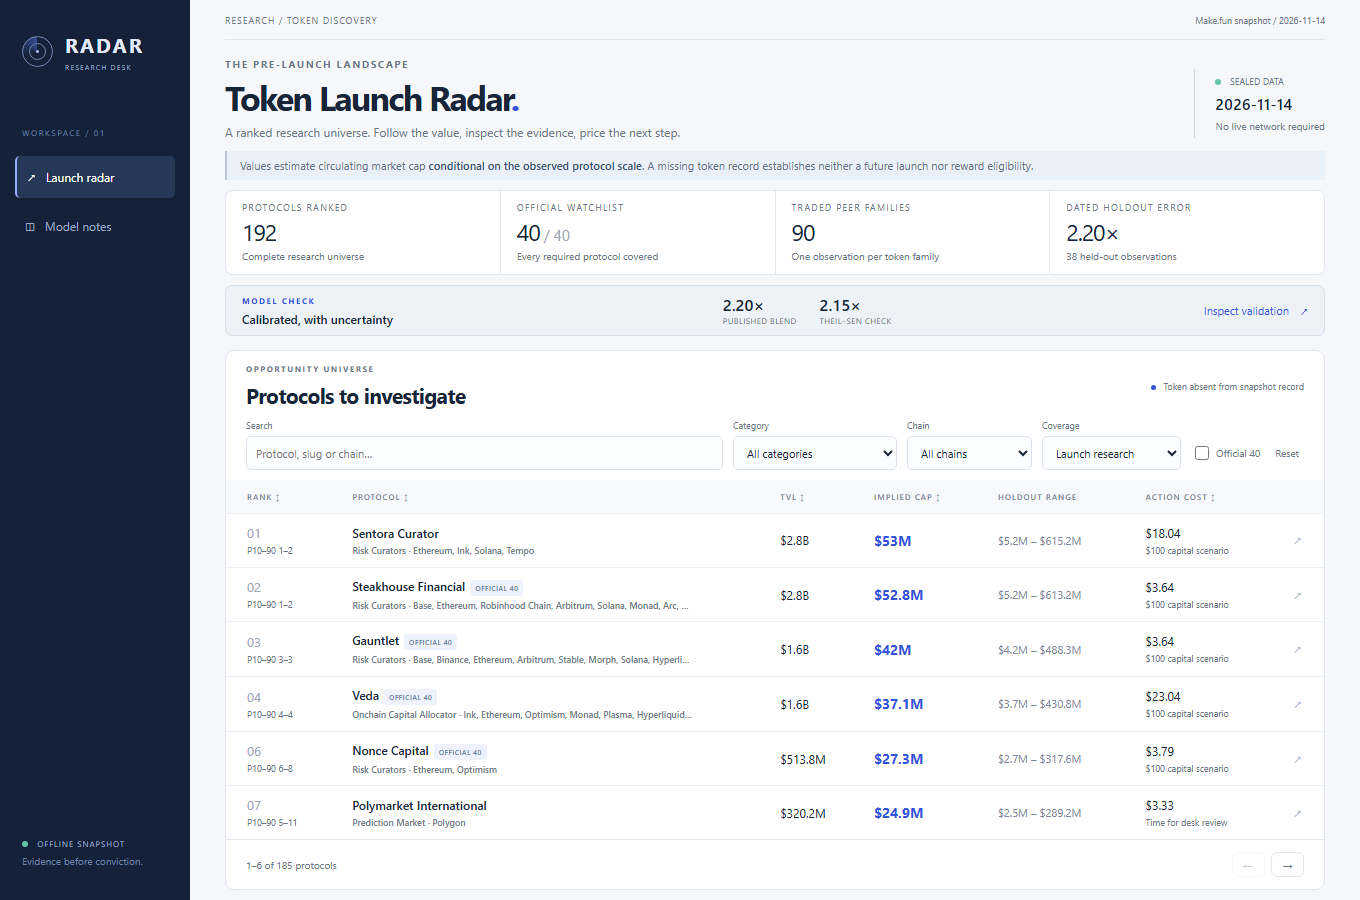 RADAR
RESEARCH DESK
WORKSPACE / 01
Launch radar
Model notes
OFFLINE SNAPSHOT
Evidence before conviction.
RESEARCH / TOKEN DISCOVERY
Make.fun snapshot / 2026-11-14
THE PRE-LAUNCH LANDSCAPE
Token Launch Radar.
A ranked research universe. Follow the value, inspect the evidence, price the next step.
SEALED DATA
2026-11-14
No live network required
Values estimate circulating market cap conditional on the observed protocol scale. A missing token record establishes neither a future launch nor reward eligibility.
PROTOCOLS RANKED
192
Complete research universe
OFFICIAL WATCHLIST
40 / 40
Every required protocol covered
TRADED PEER FAMILIES
90
One observation per token family
DATED HOLDOUT ERROR
2.20×
38 held-out observations
MODEL CHECK
Calibrated, with uncertainty
2.20×
PUBLISHED BLEND
2.15×
THEIL–SEN CHECK
Inspect validation ↗
OPPORTUNITY UNIVERSE
Protocols to investigate
Token absent from snapshot record
Search
Protocol, slug or chain...
Category
All categories
Chain
All chains
Coverage
Launch research
Official 40
Reset
RANK ↕ PROTOCOL ↕ TVL ↕ IMPLIED CAP ↕ HOLDOUT RANGE ACTION COST ↕
01 Sentora Curator $2.8B $53M $5.2M – $615.2M $18.04 ↗
P10–90 1–2 Risk Curators · Ethereum, Ink, Solana, Tempo $100 capital scenario
02 Steakhouse Financial OFFICIAL 40 $2.8B $52.8M $5.2M – $613.2M $3.64 ↗
P10–90 1–2 Risk Curators · Base, Ethereum, Robinhood Chain, Arbitrum, Solana, Monad, Arc, ... $100 capital scenario
03 Gauntlet OFFICIAL 40 $1.6B $42M $4.2M – $488.3M $3.64 ↗
P10–90 3–3 Risk Curators · Base, Binance, Ethereum, Arbitrum, Stable, Morph, Solana, Hyperli... $100 capital scenario
04 Veda OFFICIAL 40 $1.6B $37.1M $3.7M – $430.8M $23.04 ↗
P10–90 4–4 Onchain Capital Allocator · Ink, Ethereum, Optimism, Monad, Plasma, Hyperliquid... $100 capital scenario
06 Nonce Capital OFFICIAL 40 $513.8M $27.3M $2.7M – $317.6M $3.79 ↗
P10–90 6–8 Risk Curators · Ethereum, Optimism $100 capital scenario
07 Polymarket International $320.2M $24.9M $2.5M – $289.2M $3.33 ↗
P10–90 5–11 Prediction Market · Polygon Time for desk review
1–6 of 185 protocols
← →